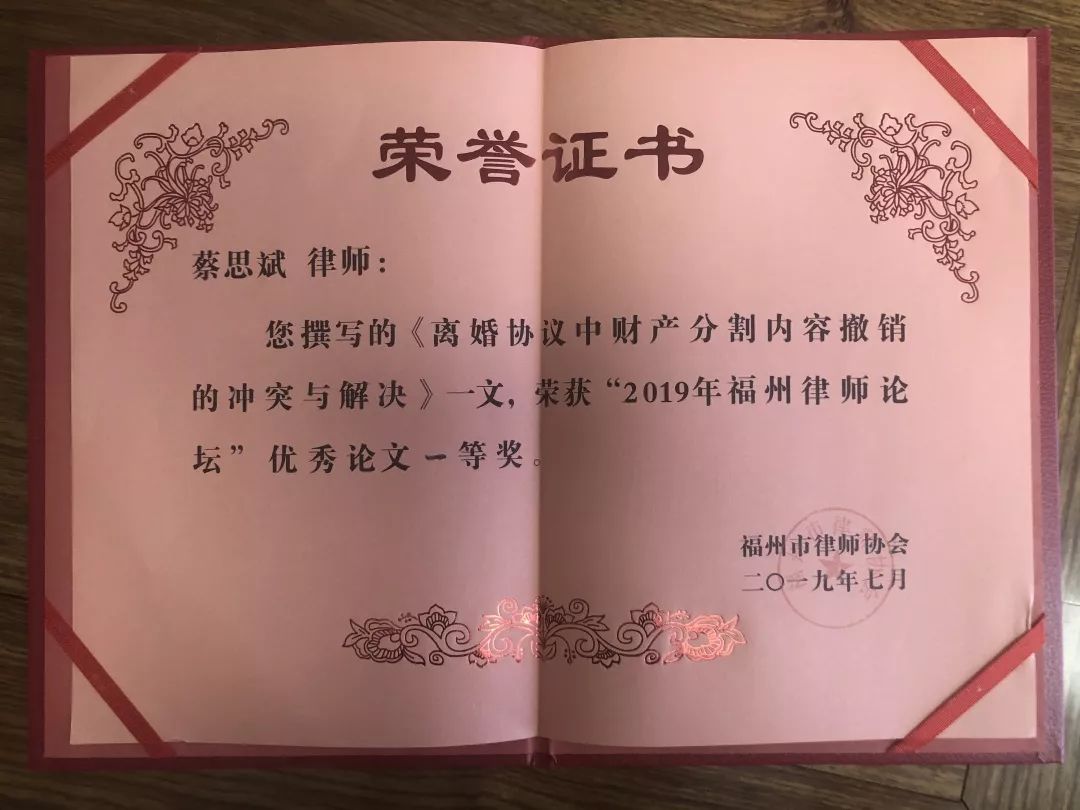 荣誉证书
蔡思斌 律师：
您撰写的《离婚协议中财产分割内容撤销
的冲突与解决》一文，荣获“2019年福州律师论
坛”优秀论文一等奖。
福州市律师协会
二〇一九年七月